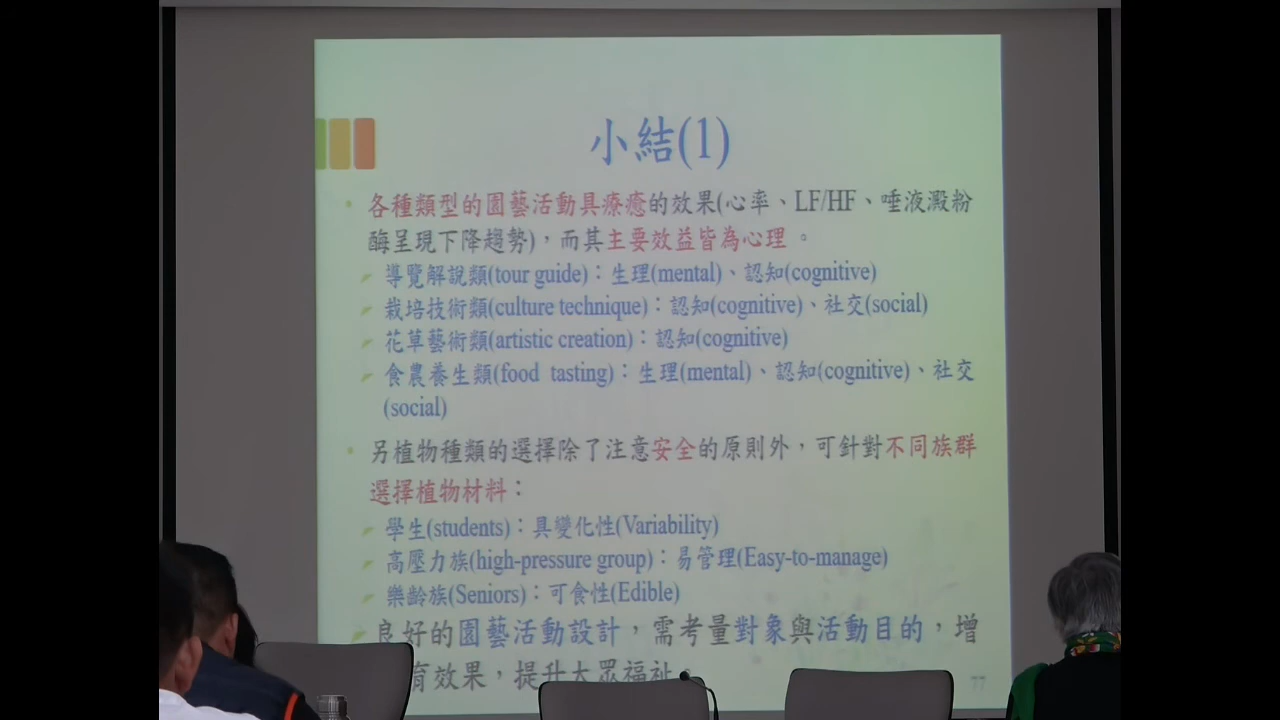 小結(1)
各種類型的園藝活動具療癒的效果(心率、LF/HF、唾液澱粉
酶呈現下降趨勢)，而其主要效益皆為心理。
導覽解說類(tour guide)：生理(mental)、認知(cognitive)
栽培技術類(culture technique)：認知(cognitive)、社交(social)
花草藝術類(artistic creation)：認知(cognitive)
食農養生類(food tasting)：生理(mental)、認知(cognitive)、社交
(social)
另植物種類的選擇除了注意安全的原則外，可針對不同族群
選擇植物材料：
學生(students)：具變化性(Variability)
高壓力族(high-pressure group)：易管理(Easy-to-manage)
樂齡族(Seniors)：可食性(Edible)
良好的園藝活動設計，需考量對象與活動目的，增
育效果，提升大眾福祉。
77